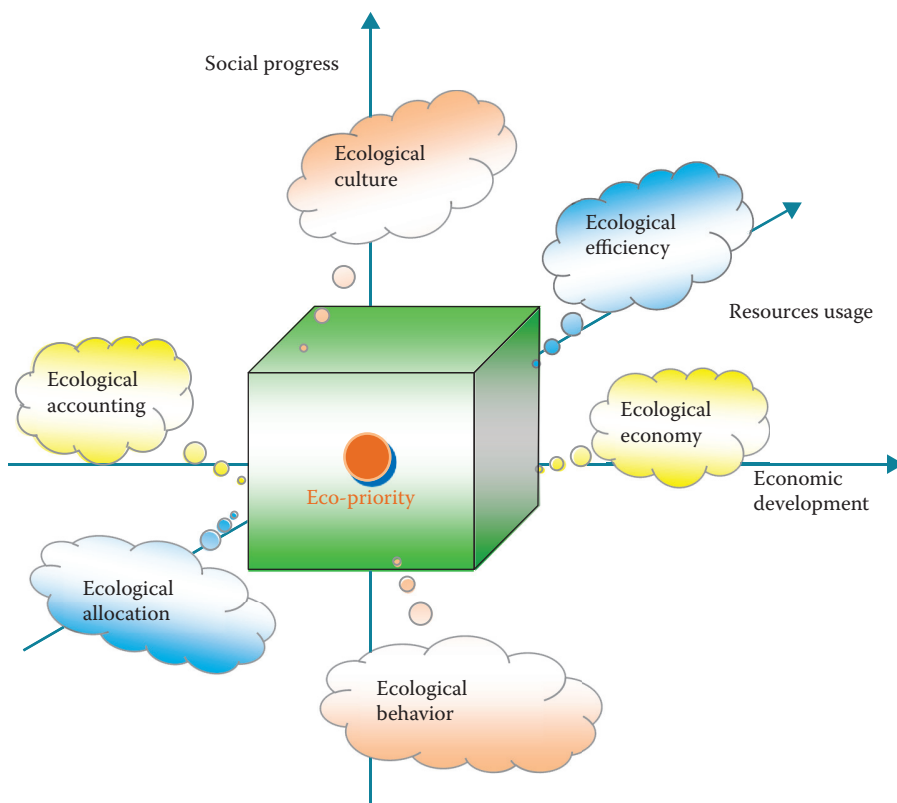 Social progress
Ecological
culture
Ecological
efficiency
Resources usage
Ecological
accounting
Ecological
economy
Economic
development
Eco-priority
Ecological
allocation
Ecological
behavior